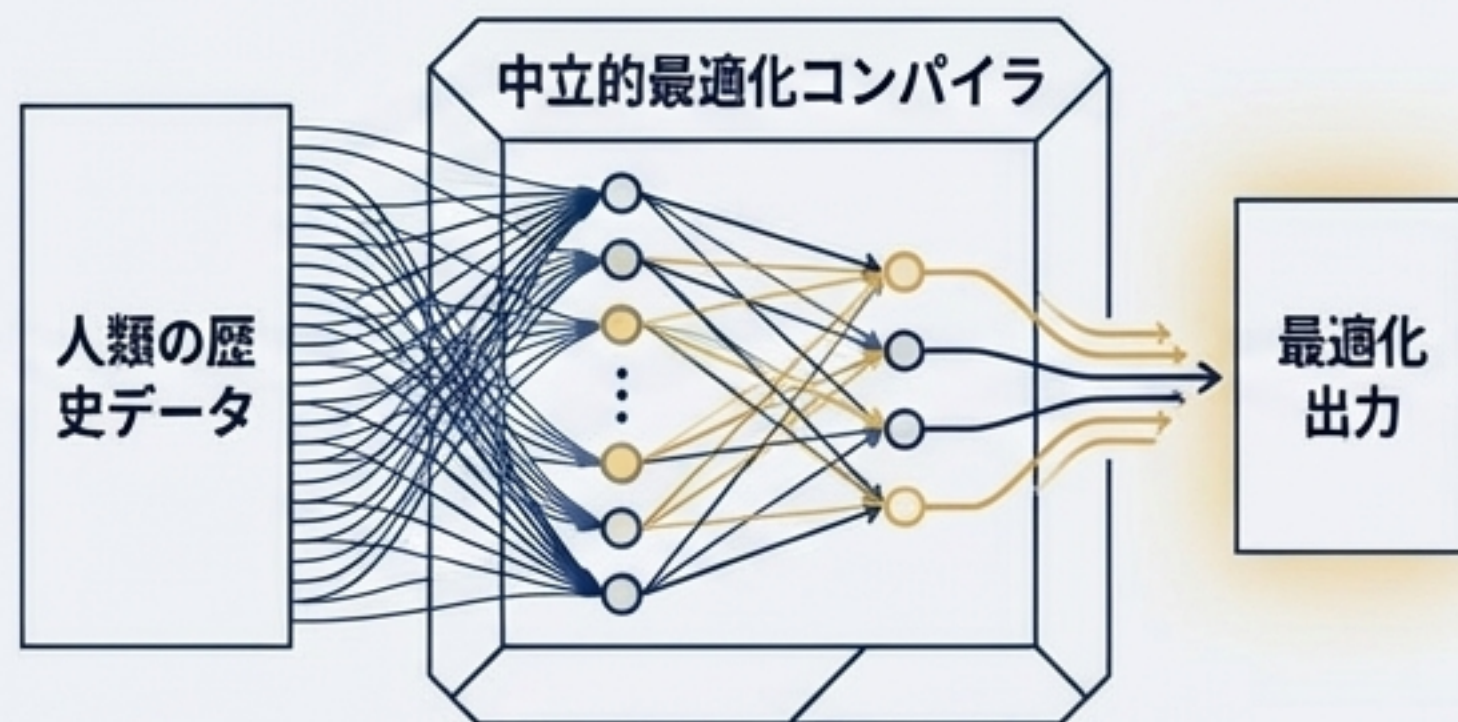 中立的最適化コンパイラ
人類の歴
史データ
最適化
出力